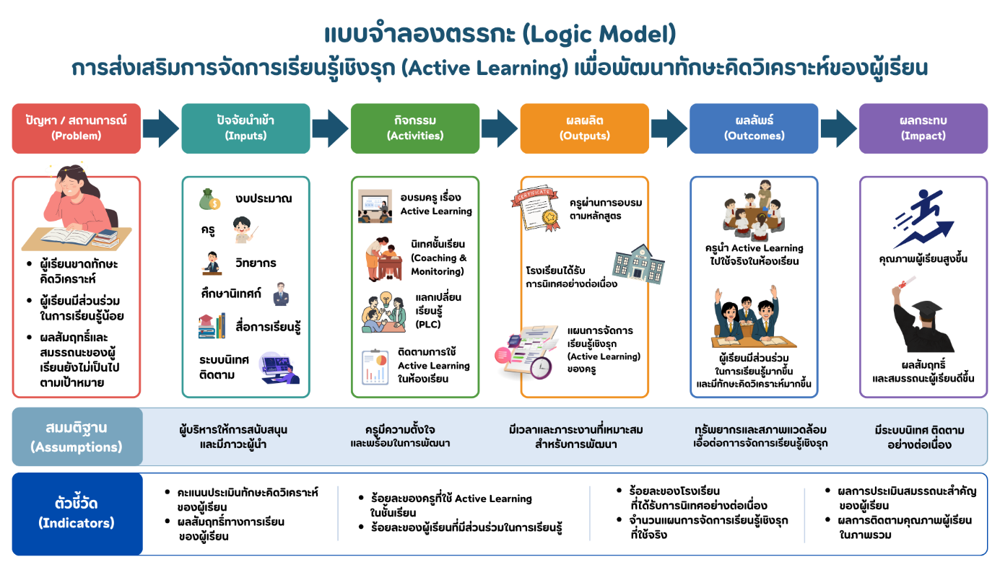 แบบจำลองตรรกะ (Logic Model)
การส่งเสริมการจัดการเรียนรู้เชิงรุก (Active Learning) เพื่อพัฒนาทักษะคิดวิเคราะห์ของผู้เรียน
ปัญหา / สถานการณ์
(Problem)
ปัจจัยนำเข้า
(Inputs)
กิจกรรม
(Activities)
ผลผลิต
(Outputs)
ผลลัพธ์
(Outcomes)
ผลกระทบ
(Impact)
• ผู้เรียนขาดทักษะ
คิดวิเคราะห์
• ผู้เรียนมีส่วนร่วม
ในการเรียนรู้น้อย
• ผลสัมฤทธิ์และ
สมรรถนะของผู้
เรียนยังไม่เป็นไป
ตามเป้าหมาย
งบประมาณ
ครู
วิทยากร
ศึกษานิเทศก์
สื่อการเรียนรู้
ระบบนิเทศ
ติดตาม
อบรมครู เรื่อง
Active Learning
นิเทศชั้นเรียน
(Coaching &
Monitoring)
แลกเปลี่ยน
เรียนรู้
(PLC)
ติดตามการใช้
Active Learning
ในห้องเรียน
CERTIFICATE
ครูผ่านการอบรม
ตามหลักสูตร
โรงเรียนได้รับ
การนิเทศอย่างต่อเนื่อง
แผนการจัดการ
เรียนรู้เชิงรุก
(Active Learning)
ของครู
ครูนำ Active Learning
ไปใช้จริงในห้องเรียน
ผู้เรียนมีส่วนร่วม
ในการเรียนรู้มากขึ้น
และมีทักษะคิดวิเคราะห์มากขึ้น
คุณภาพผู้เรียนสูงขึ้น
ผลสัมฤทธิ์
และสมรรถนะผู้เรียนดีขึ้น
สมมติฐาน
(Assumptions)
ผู้บริหารให้การสนับสนุน
และมีภาวะผู้นำ
ครูมีความตั้งใจ
และพร้อมในการพัฒนา
มีเวลาและภาระงานที่เหมาะสม
สำหรับการพัฒนา
ทรัพยากรและสภาพแวดล้อม
เอื้อต่อกาารจัดการเรียนรู้เชิงรุก
มีระบบนิเทศ ติดตาม
อย่างต่อเนื่อง
ตัวชี้วัด
(Indicators)
• คะแนนประเมินทักษะคิดวิเคราะห์
ของผู้เรียน
• ผลสัมฤทธิ์ทางการเรียน
ของผู้เรียน
• ร้อยละของครูที่ใช้ Active Learning
ในชั้นเรียน
• ร้อยละของผู้เรียนที่มีส่วนร่วมในการเรียนรู้
• ร้อยละของโรงเรียน
ที่ได้รับการนิเทศอย่างต่อเนื่อง
• จำนวนแผนการจัดการเรียนรู้เชิงรุก
ที่ใช้จริง
• ผลการประเมินสมรรถนะสำคัญ
ของผู้เรียน
• ผลการติดตามคุณภาพผู้เรียน
ในภาพรวม